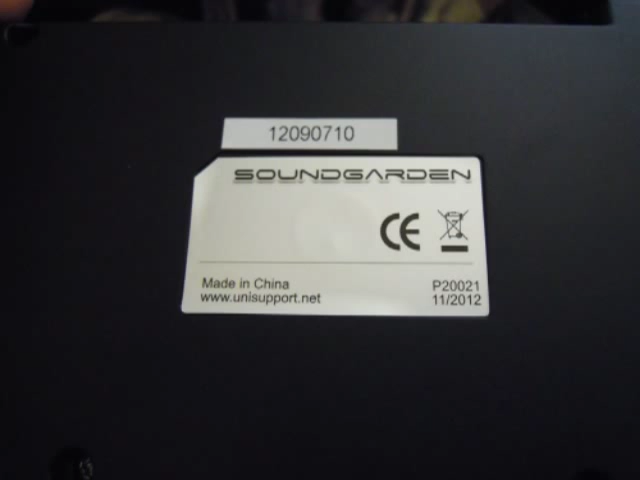 12090710
SOUNDGARDEN
CE
Made in China
www.unisupport.net
P20021
11/2012